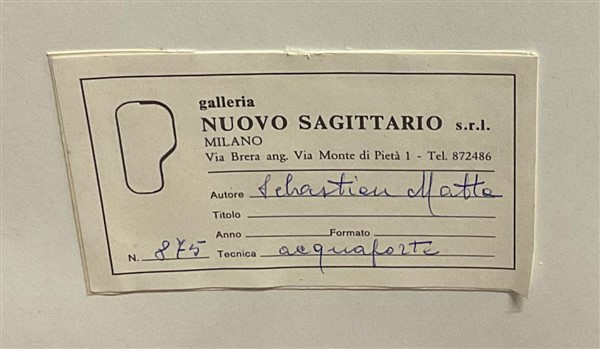 galleria
NUOVO SAGITTARIO s.r.l.
MILANO
Via Brera ang. Via Monte di Pietà 1 - Tel. 872486
Autore Sebastien Matta
Titolo
Anno Formato
N. 875 Tecnica acquaforte